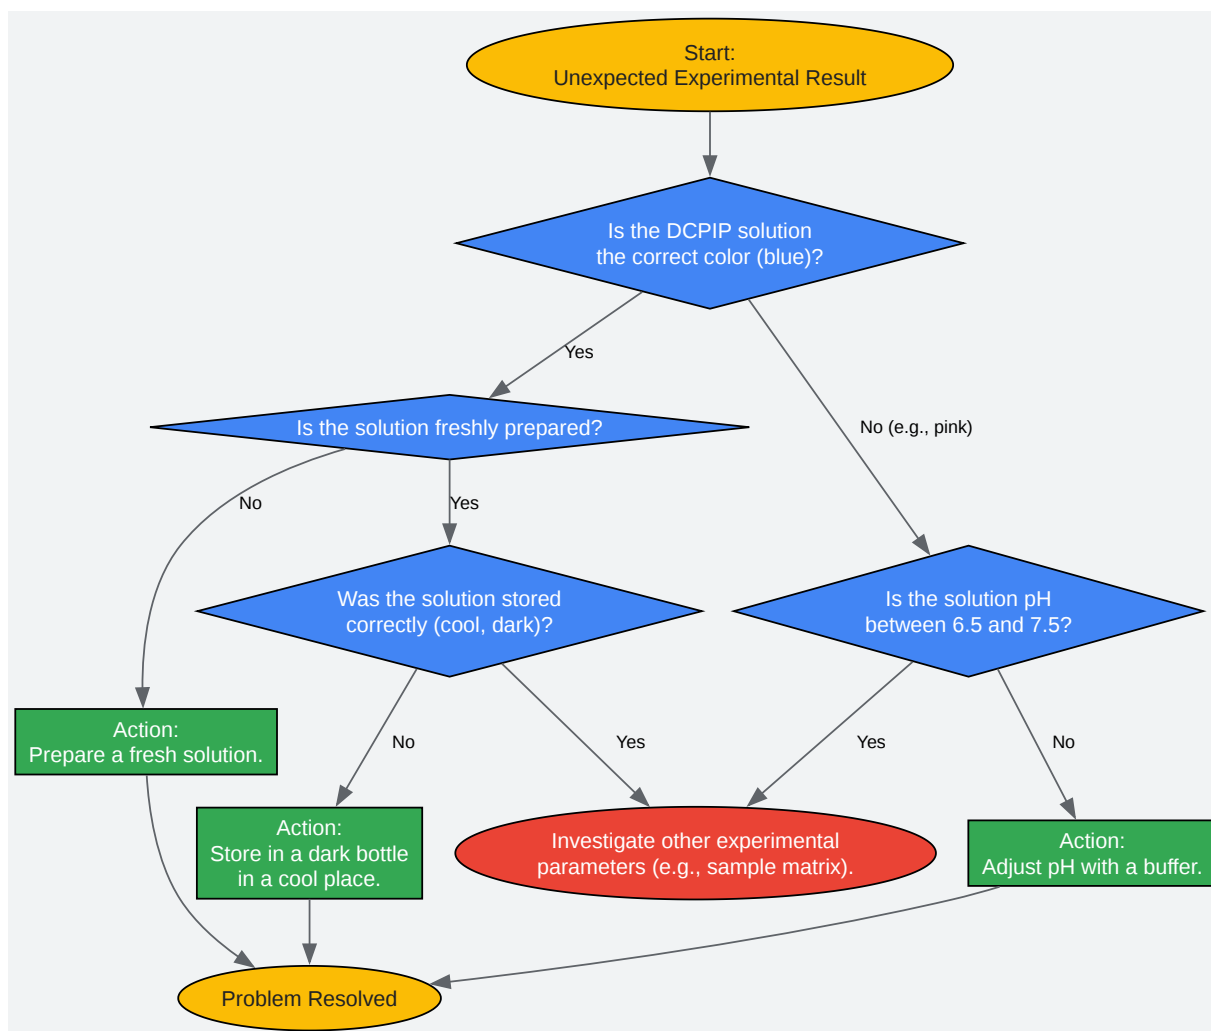 Start:
Unexpected Experimental Result
Is the DCPIP solution
the correct color (blue)?
Yes
No (e.g., pink)
Is the solution freshly prepared?
No
Yes
Was the solution stored
correctly (cool, dark)?
Is the solution pH
between 6.5 and 7.5?
Action:
Prepare a fresh solution.
No
Yes
Yes
No
Action:
Store in a dark bottle
in a cool place.
Investigate other experimental
parameters (e.g., sample matrix).
Action:
Adjust pH with a buffer.
Problem Resolved